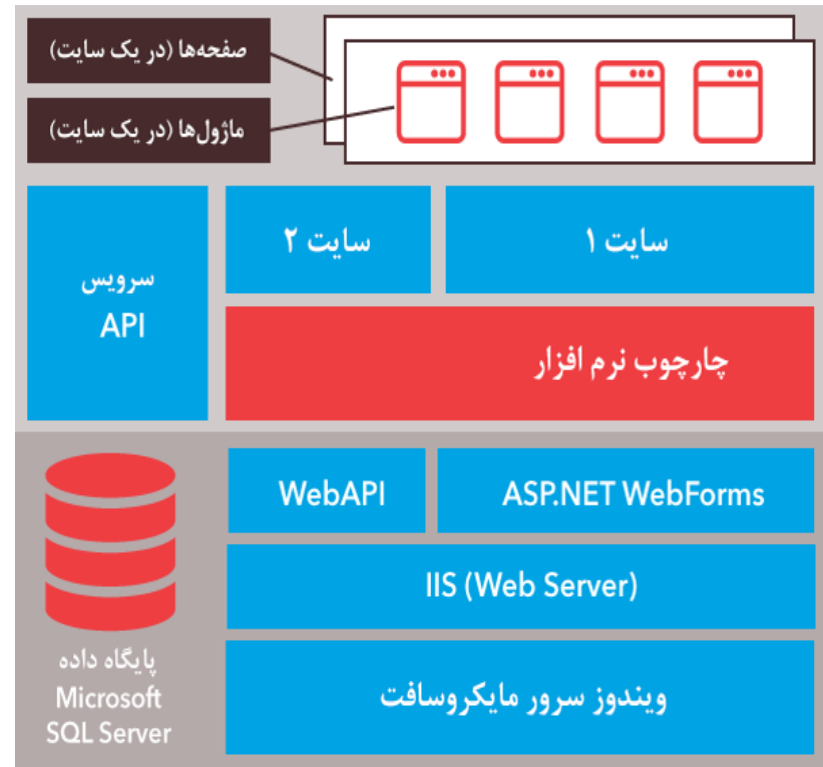 صفحه‌ها (در یک سایت)
ماژول‌ها (در یک سایت)
سایت ۱
سایت ۲
سرویس
API
چارچوب نرم افزار
ASP.NET WebForms
WebAPI
IIS (Web Server)
ویندوز سرور مایکروسافت
پایگاه داده
Microsoft
SQL Server